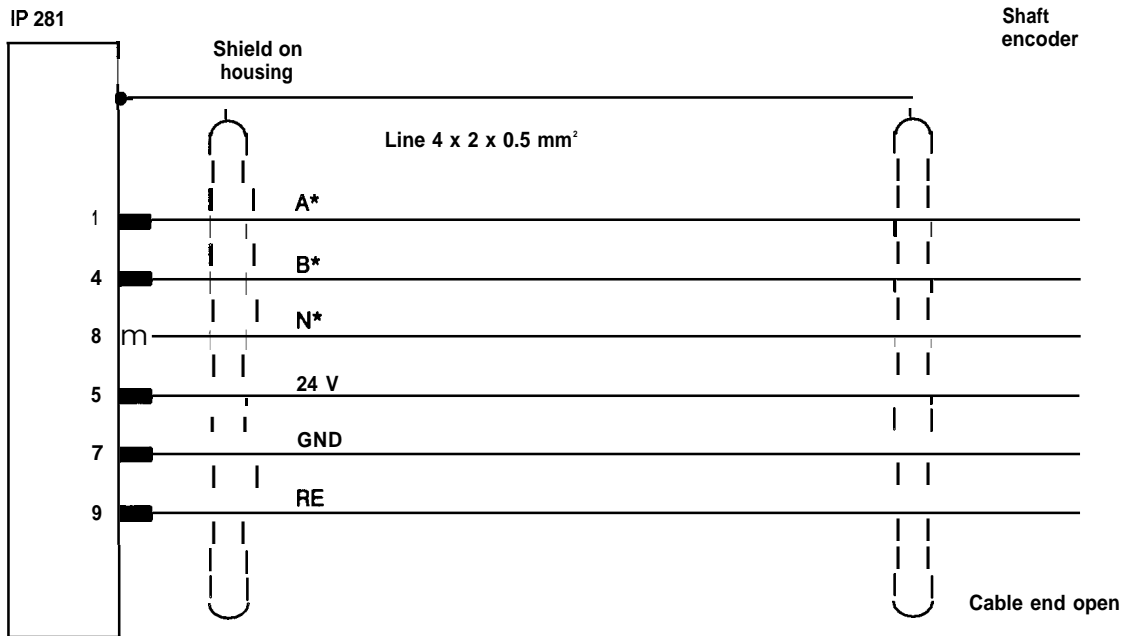 IP 281
Shaft
encoder
Shield on
housing
Line 4 x 2 x 0.5 mm²
1 A*
4 B*
8 m N*
5 24 V
7 GND
9 RE
Cable end open